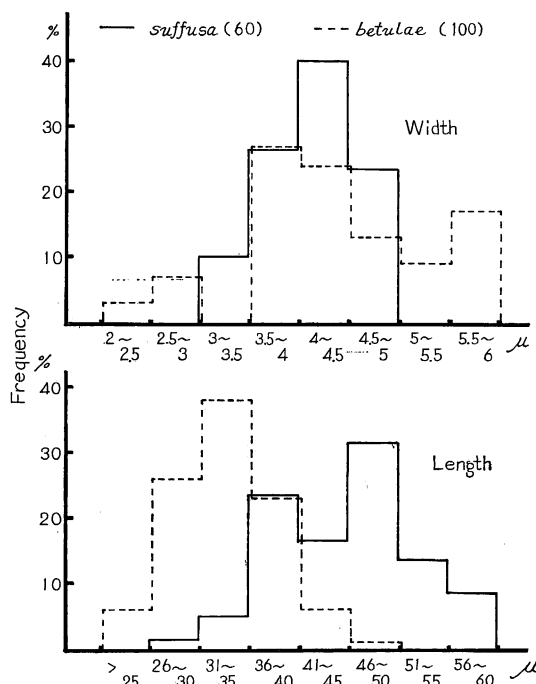 % suffusa (60) betulae (100)
40
Width
30
20
10
2~ 2.5~ 3~ 3.5~ 4~ 4.5~ 5~ 5.5~ μ
2.5 3 3.5 4 4.5 5 5.5 6
Frequency
%
40
30
Length
20
10
> 26~ 31~ 36~ 41~ 46~ 51~ 56~ μ
25 30 35 40 45 50 55 60